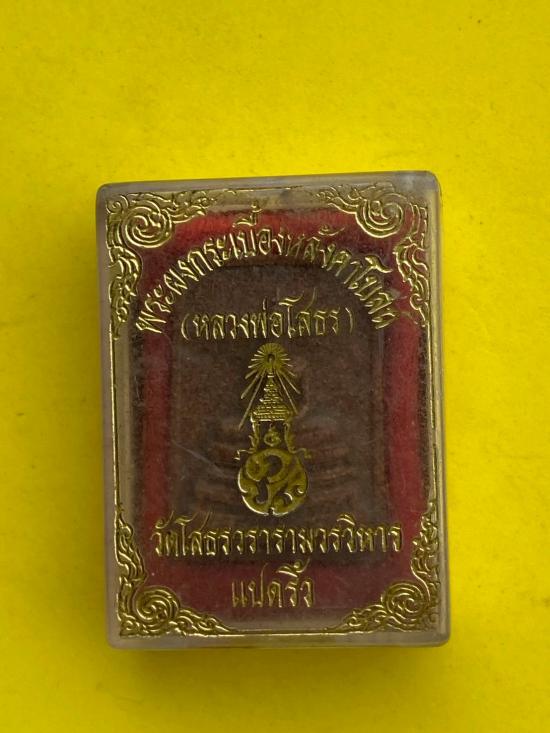 พระผงกระเบื้องหลังคาโบสถ์
(หลวงพ่อโสธร)
วัดโสธรวรารามวรวิหาร
แปดริ้ว